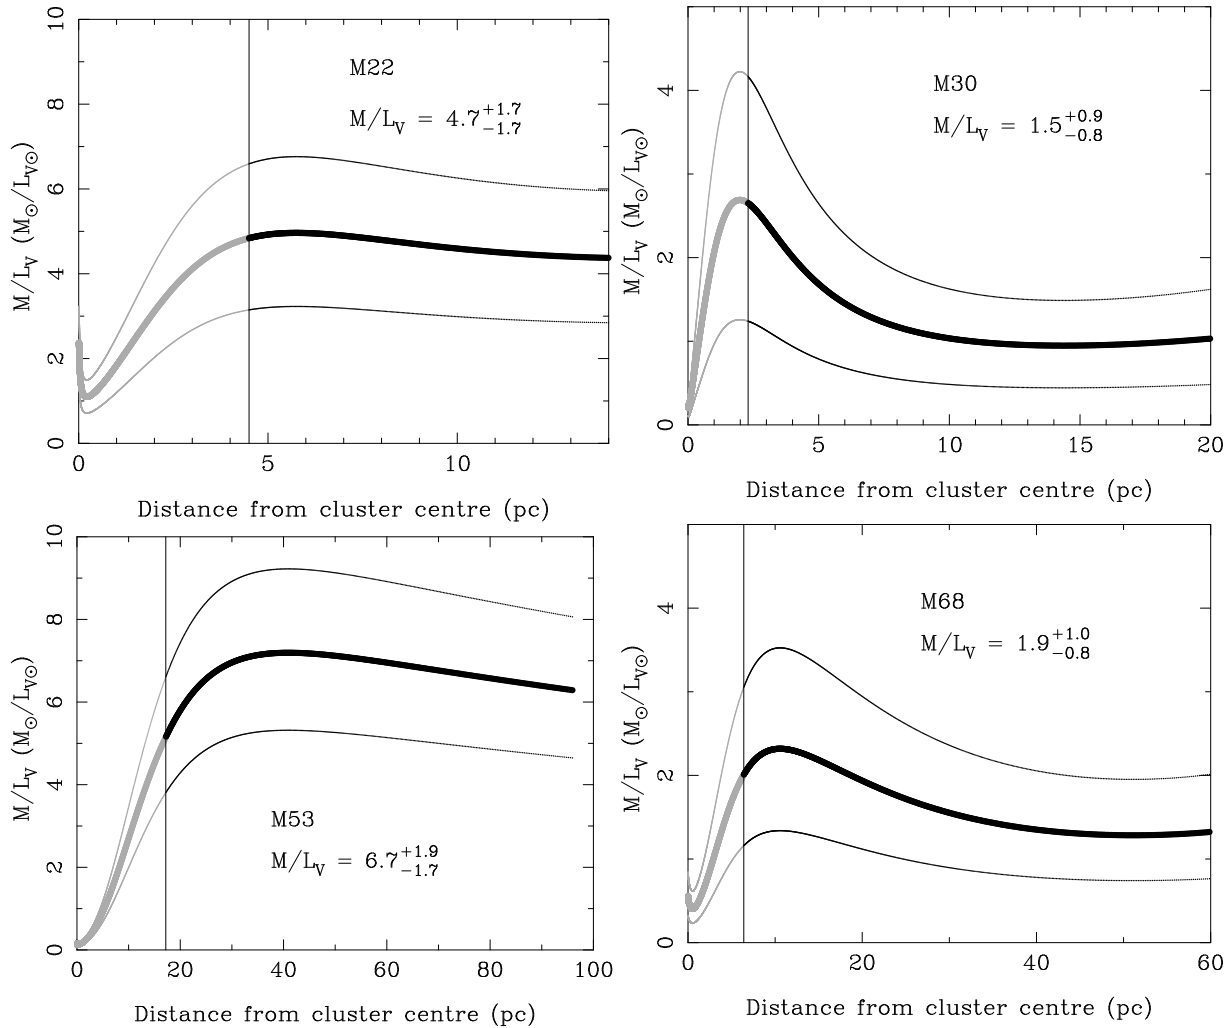 M/L_V (M_⊙/L_V⊙)
10
8
6
4
2
0
M22
M/L_V = 4.7^{+1.7}_{−1.7}
0 5 10
Distance from cluster centre (pc)
M/L_V (M_⊙/L_V⊙)
4
2
0
M30
M/L_V = 1.5^{+0.9}_{−0.8}
0 5 10 15 20
Distance from cluster centre (pc)
M/L_V (M_⊙/L_V⊙)
10
8
6
4
2
0
M53
M/L_V = 6.7^{+1.9}_{−1.7}
0 20 40 60 80 100
Distance from cluster centre (pc)
M/L_V (M_⊙/L_V⊙)
4
2
0
M68
M/L_V = 1.9^{+1.0}_{−0.8}
0 20 40 60
Distance from cluster centre (pc)